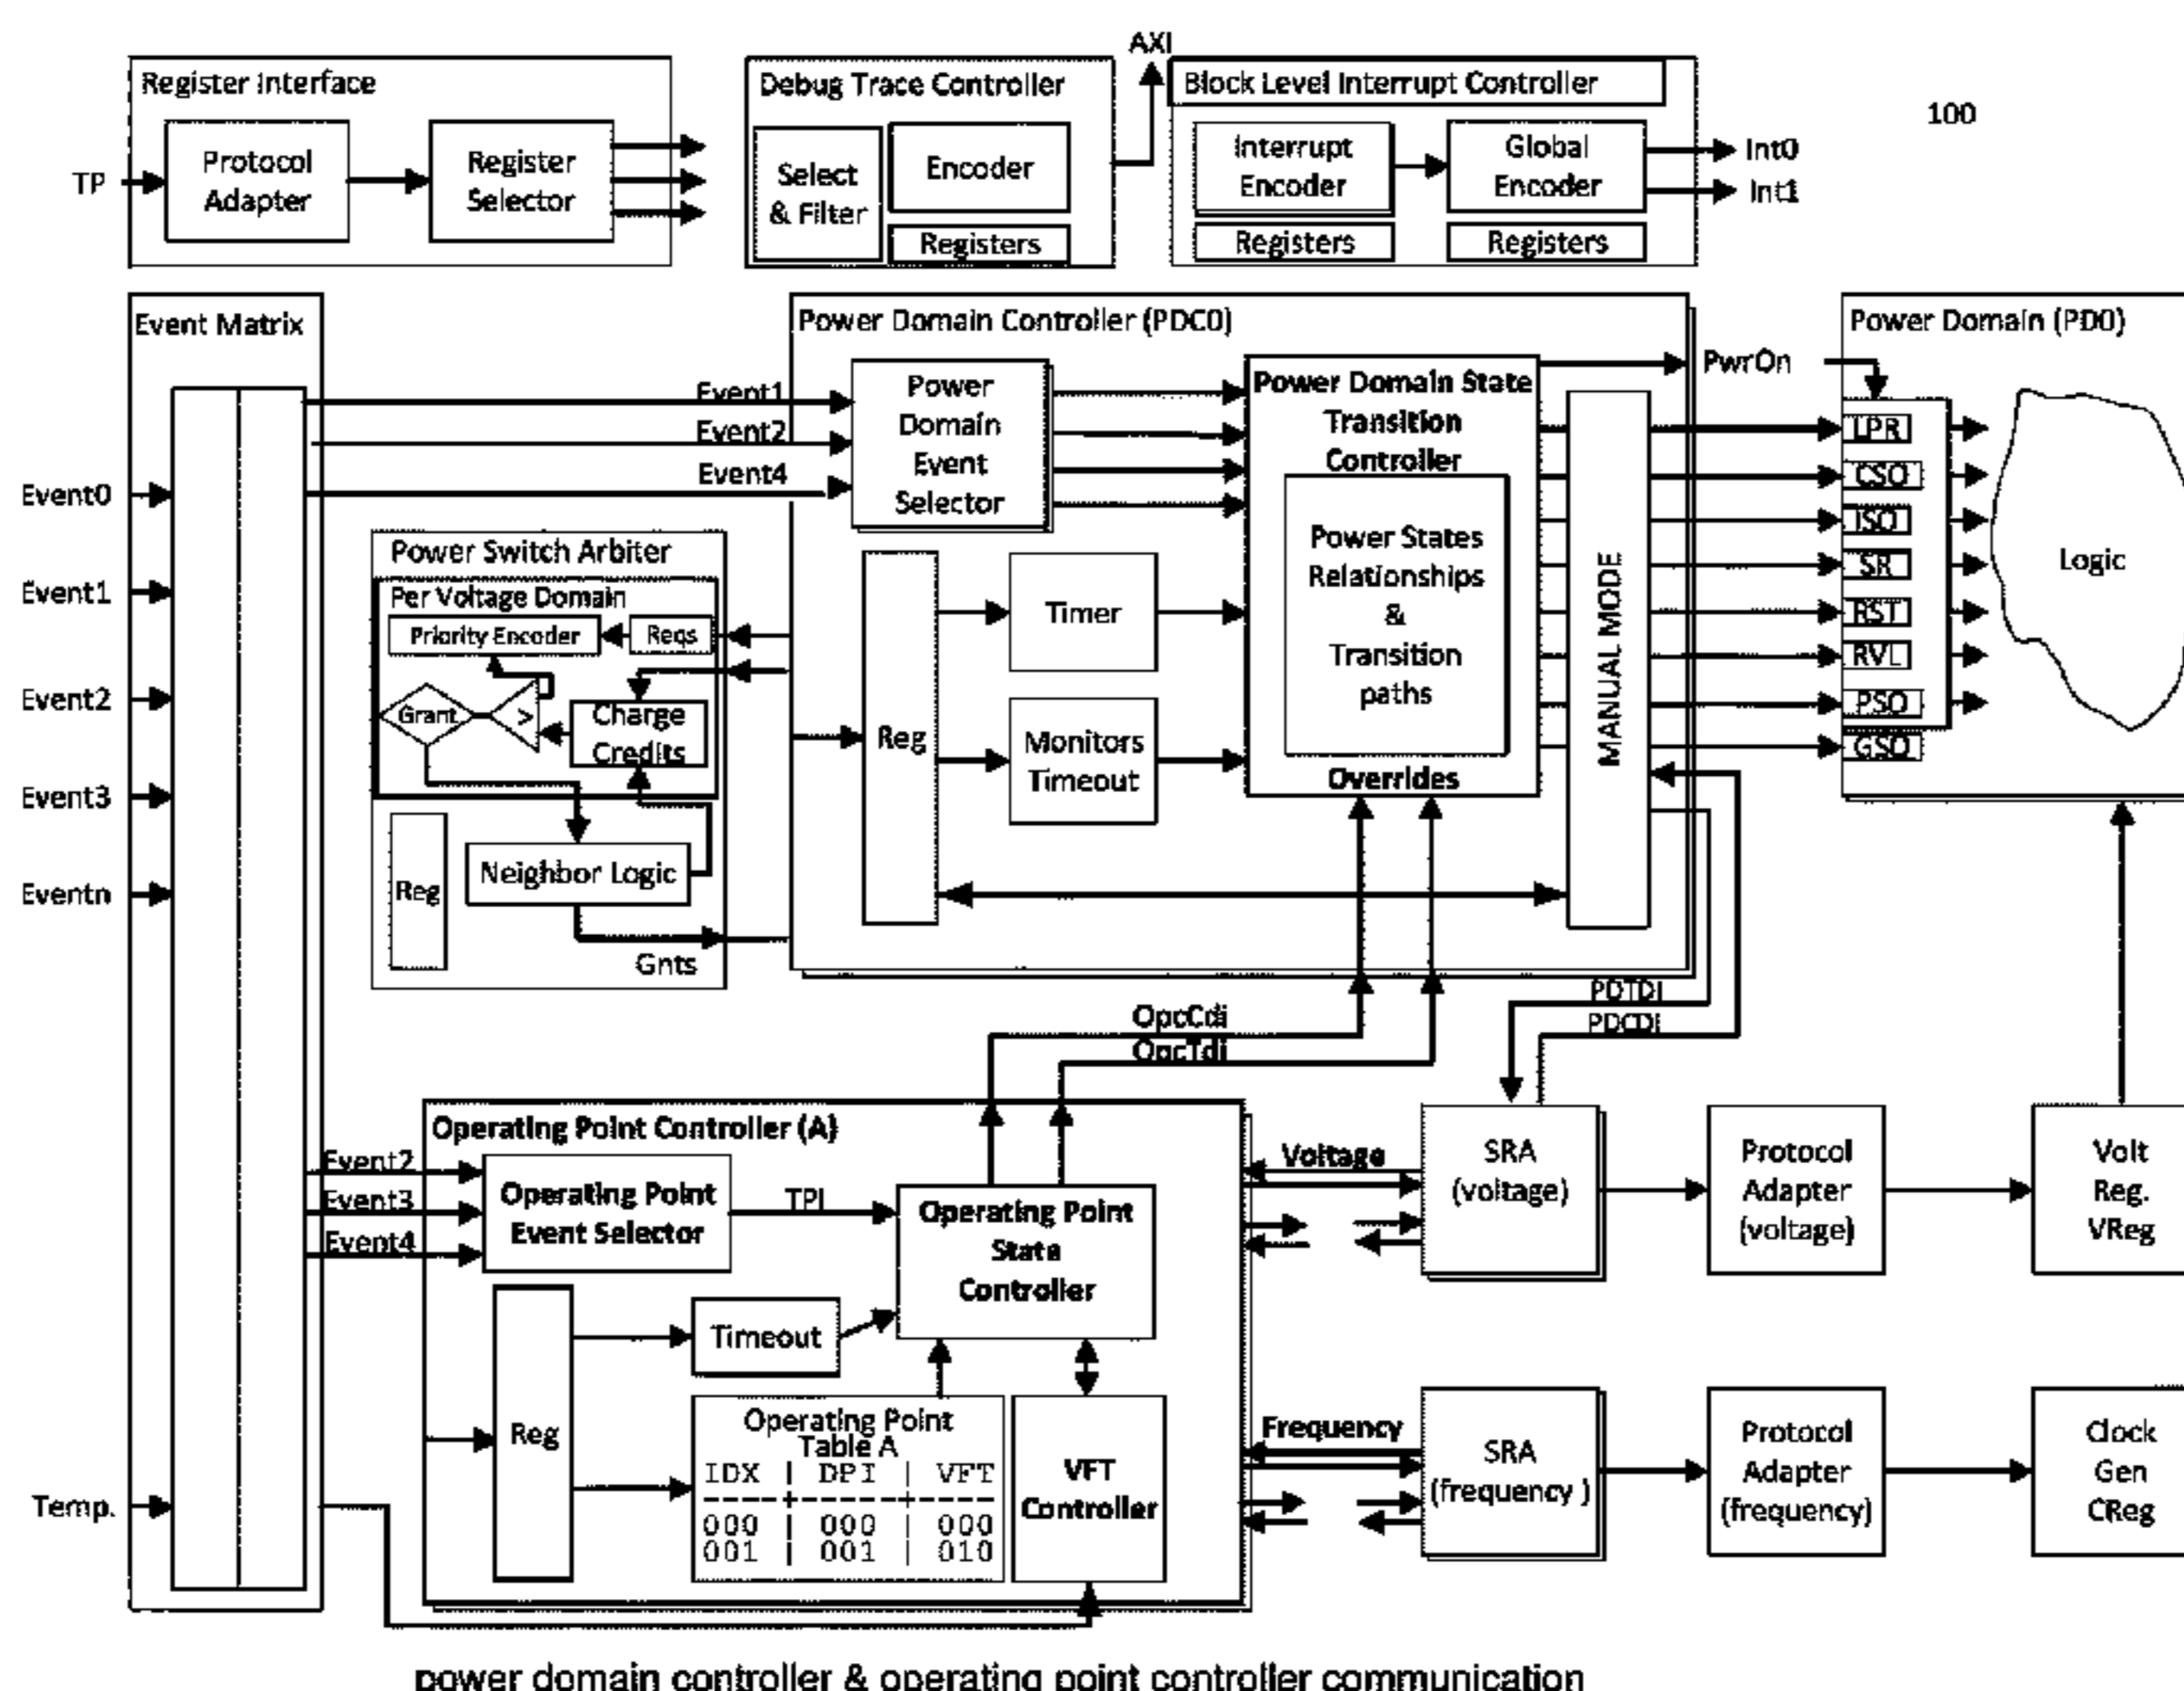 AXI
100
Register Interface
TP
Protocol
Adapter
Register
Selector
Debug Trace Controller
Select
& Filter
Encoder
Registers
Block Level Interrupt Controller
Interrupt
Encoder
Registers
Global
Encoder
Registers
Int0
Int1
Event Matrix
Event0
Event1
Event2
Event3
Eventn
Temp.
Event1
Event2
Event4
Power Domain Controller (PDC0)
Power
Domain
Event
Selector
Power Domain State
Transition
Controller
Power States
Relationships
&
Transition
paths
Overrides
Reg
Timer
Monitors
Timeout
MANUAL MODE
PwrOn
Power Domain (PD0)
LPR
CSO
ISO
SR
RST
RVL
PSO
GSO
Logic
Power Switch Arbiter
Per Voltage Domain
Priority Encoder
Reqs
Grant
>
Charge
Credits
Reg
Neighbor Logic
Gnts
PDTDI
PDCDI
OpcCdi
OpcTdi
Operating Point Controller (A)
Event2
Event3
Event4
Operating Point
Event Selector
TPI
Operating Point
State
Controller
Reg
Timeout
Operating Point
Table A
IDX | DPI | VFT
000 | 000 | 000
001 | 001 | 010
VFT
Controller
Voltage
SRA
(voltage)
Protocol
Adapter
(voltage)
Volt
Reg.
VReg
Frequency
SRA
(frequency )
Protocol
Adapter
(frequency)
Clock
Gen
CReg
power domain controller & operating point controller communication